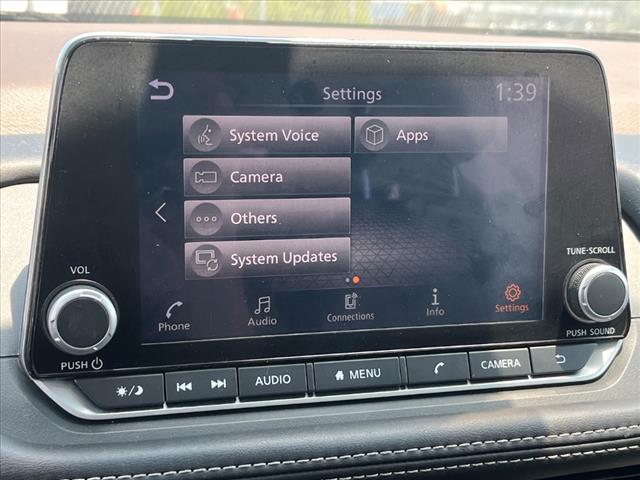 Settings
1:39
System Voice
Apps
Camera
Others
System Updates
Phone
Audio
Connections
Info
Settings
VOL
PUSH
TUNE·SCROLL
PUSH SOUND
AUDIO
MENU
CAMERA